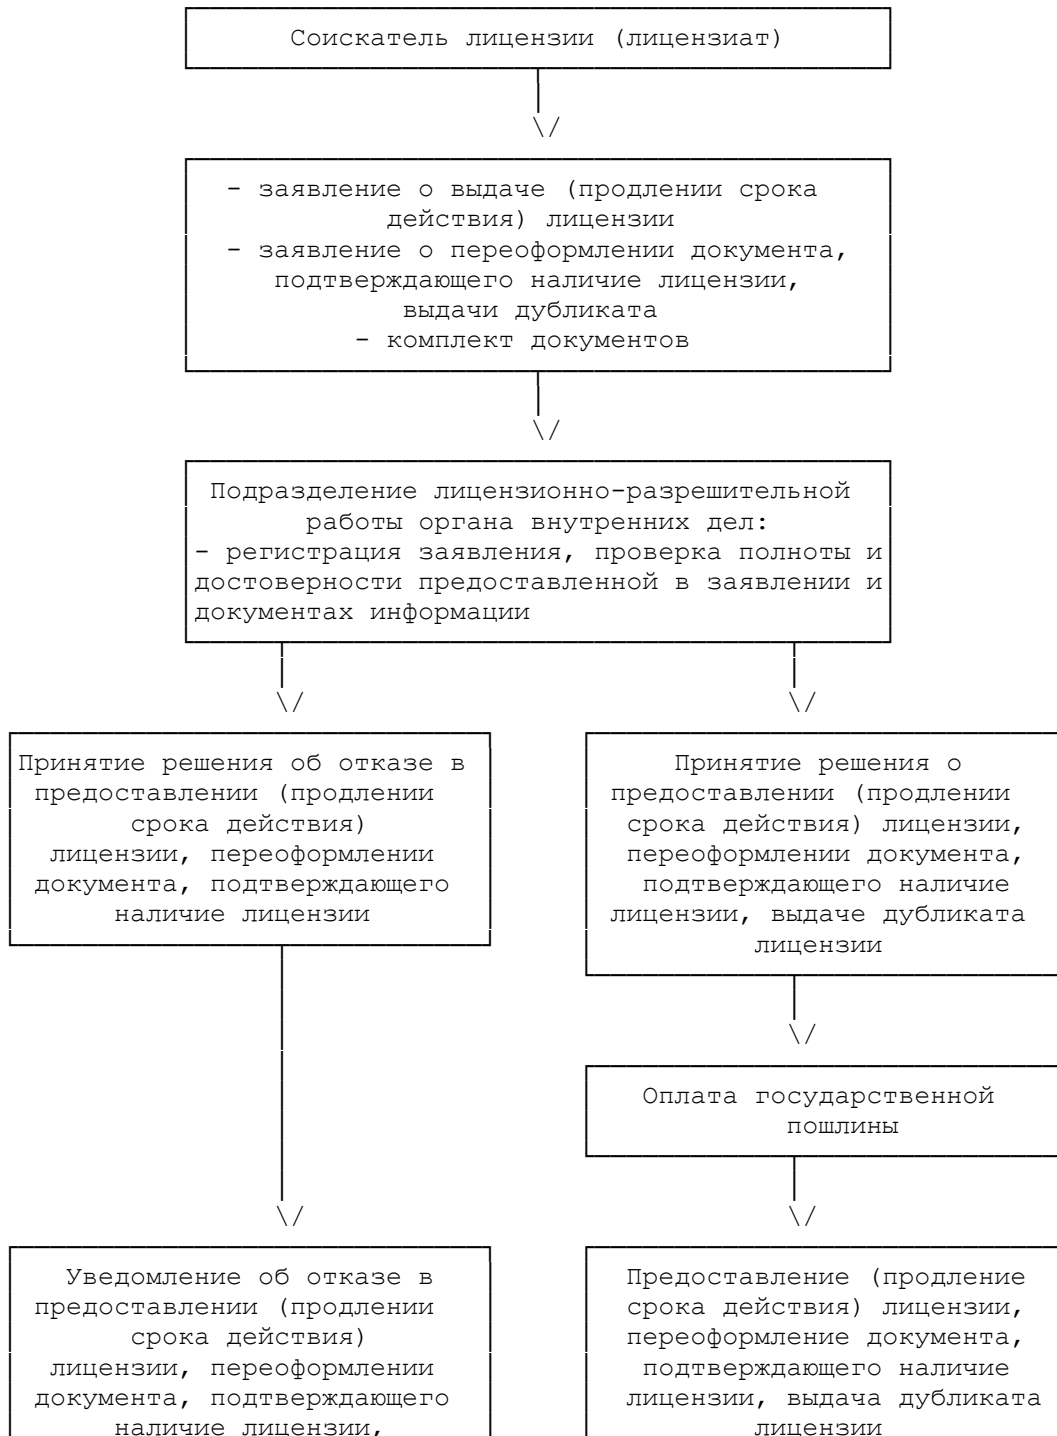 Соискатель лицензии (лицензиат)
- заявление о выдаче (продлении срока
действия) лицензии
- заявление о переоформлении документа,
подтверждающего наличие лицензии,
выдачи дубликата
- комплект документов
Подразделение лицензионно-разрешительной
работы органа внутренних дел:
- регистрация заявления, проверка полноты и
достоверности предоставленной в заявлении и
документах информации
Принятие решения об отказе в
предоставлении (продлении
срока действия)
лицензии, переоформлении
документа, подтверждающего
наличие лицензии
Принятие решения о
предоставлении (продлении
срока действия) лицензии,
переоформлении документа,
подтверждающего наличие
лицензии, выдаче дубликата
лицензии
Оплата государственной
пошлины
Уведомление об отказе в
предоставлении (продлении
срока действия)
лицензии, переоформлении
документа, подтверждающего
наличие лицензии,
Предоставление (продление
срока действия) лицензии,
переоформление документа,
подтверждающего наличие
лицензии, выдача дубликата
лицензии